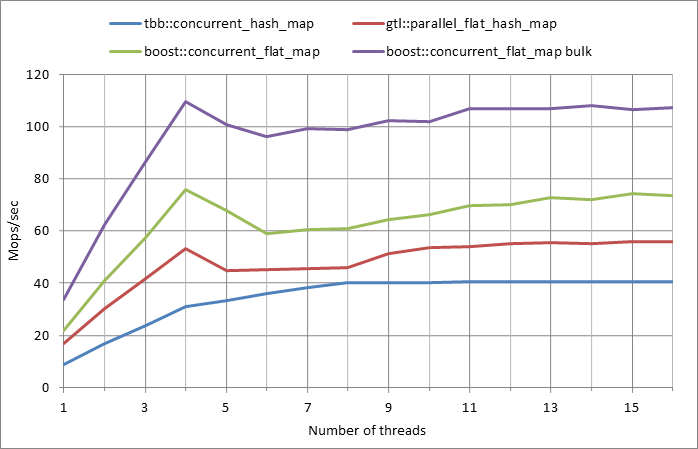 tbb::concurrent_hash_map gtl::parallel_flat_hash_map
boost::concurrent_flat_map boost::concurrent_flat_map bulk
120
100
80
60
40
20
0
Mops/sec
1 3 5 7 9 11 13 15
Number of threads